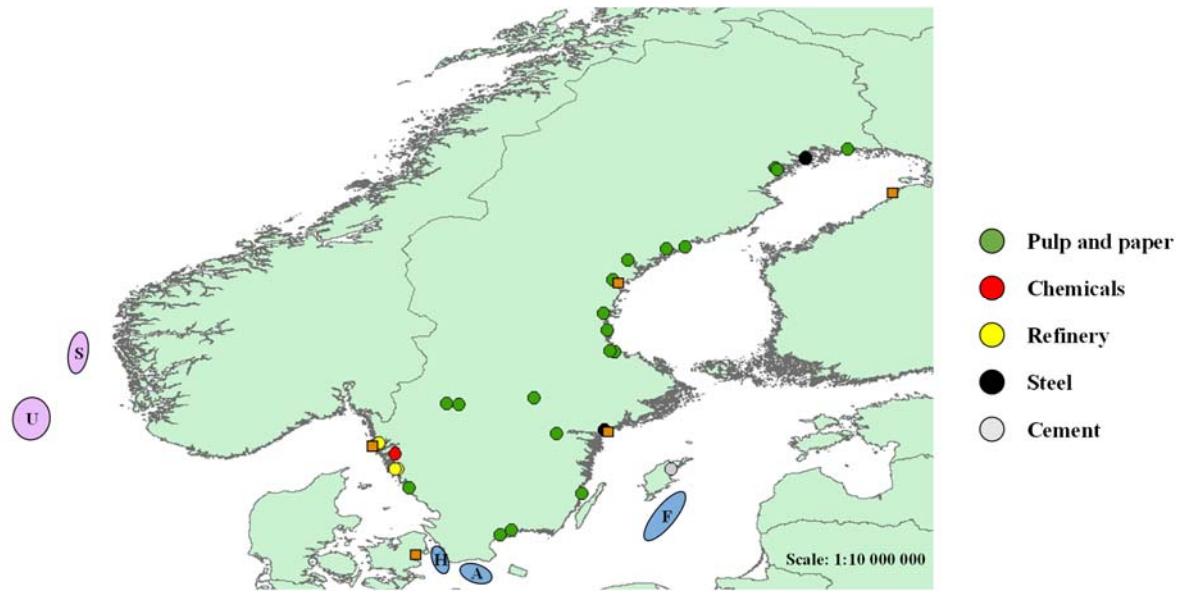 Pulp and paper
Chemicals
Refinery
Steel
Cement
S
U
F
H
A
Scale: 1:10 000 000